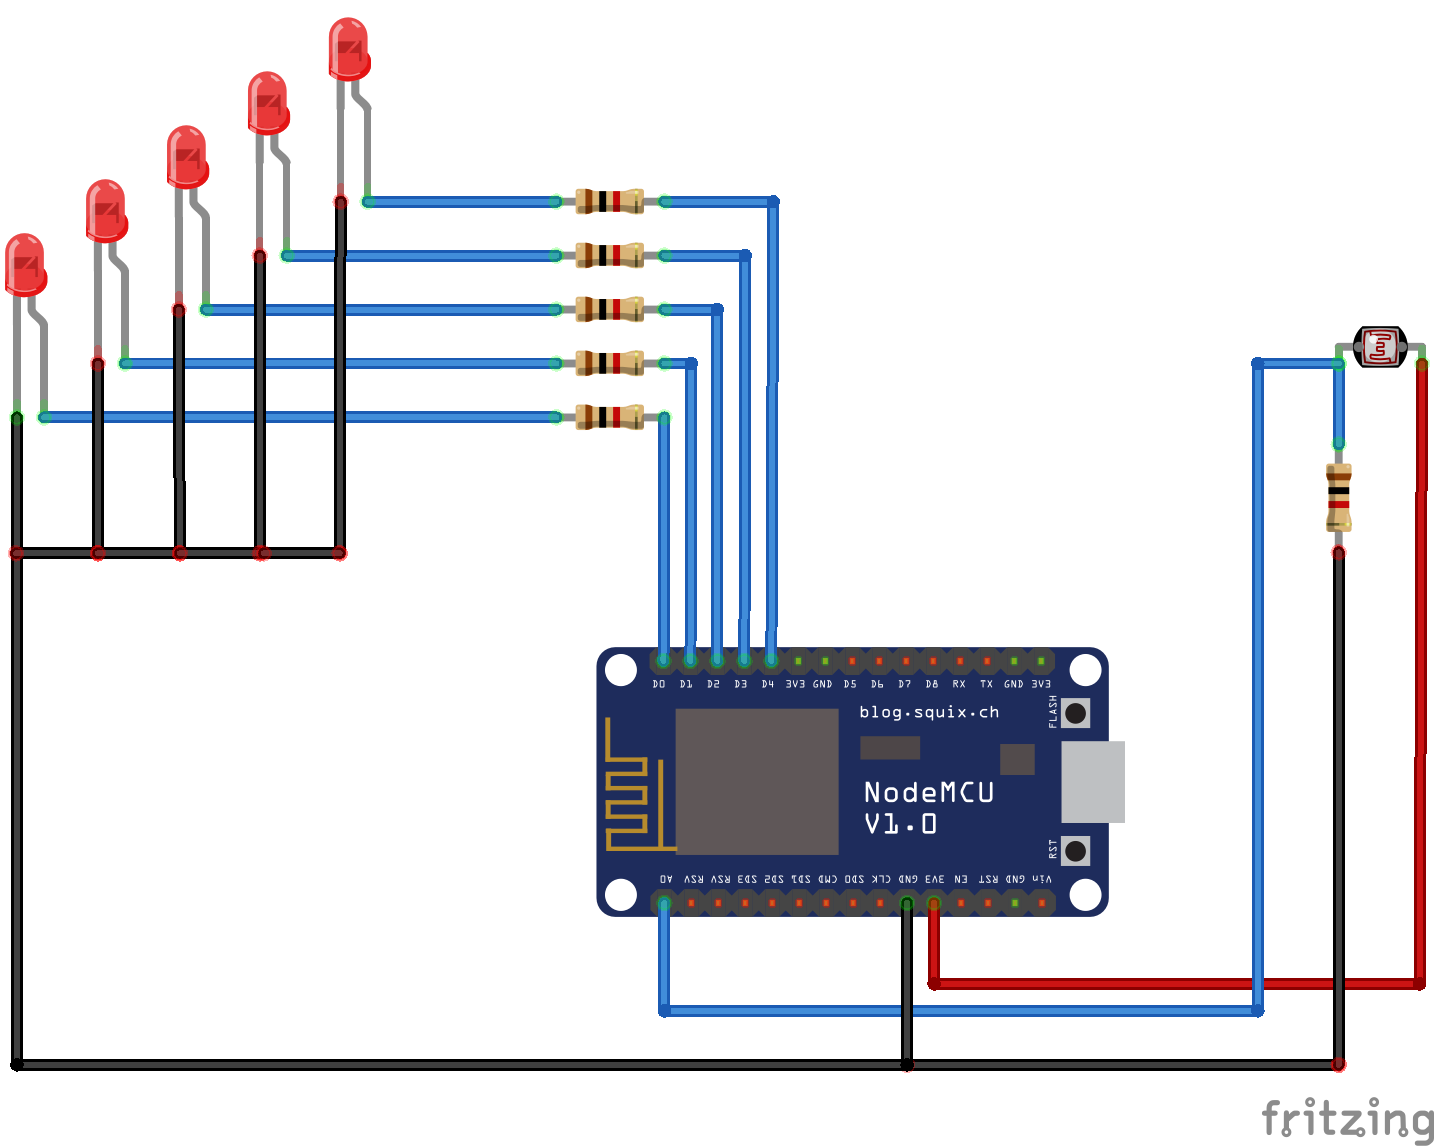 D0 D1 D2 D3 D4 3V3 GND D5 D6 D7 D8 RX TX GND 3V3
FLASH
blog.squix.ch
NodeMCU
V1.0
RST
A0 RSV RSV SD3 SD2 SD1 CMD SD0 CLK GND 3V3 EN RST GND Vin
fritzing